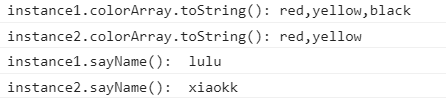 instance1.colorArray.toString(): red,yellow,black
instance2.colorArray.toString(): red,yellow
instance1.sayName():  lulu
instance2.sayName():  xiaokk